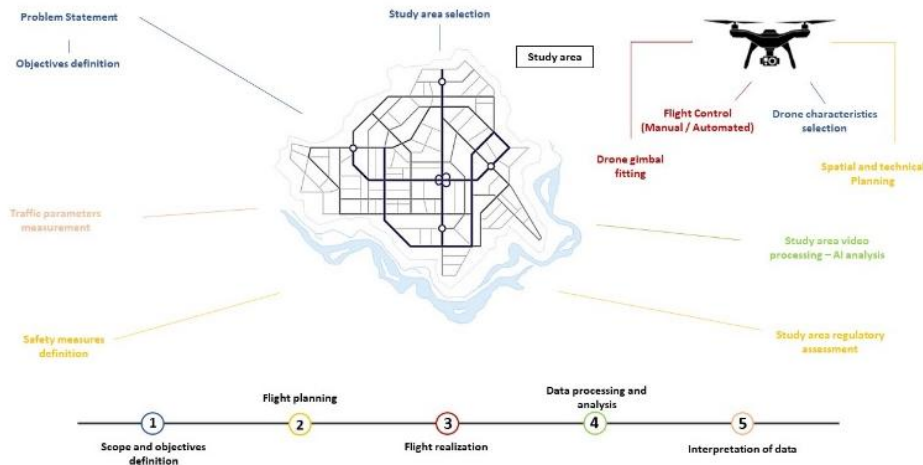 Problem Statement
Study area selection
Objectives definition
Study area
Flight Control
(Manual / Automated)
Drone characteristics
selection
Drone gimbal
fitting
Spatial and technical
Planning
Traffic parameters
measurement
Study area video
processing – AI analysis
Safety measures
definition
Study area regulatory
assessment
Flight planning
Data processing and
analysis
1
2
3
4
5
Scope and objectives
definition
Flight realization
Interpretation of data